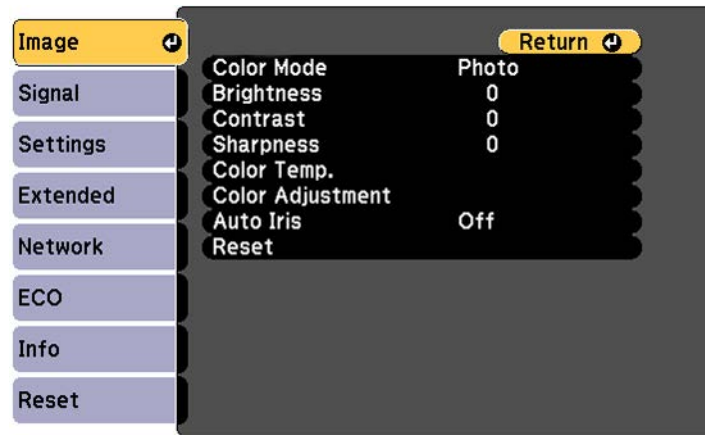 Image
Signal
Settings
Extended
Network
ECO
Info
Reset
Return
Color Mode Photo
Brightness 0
Contrast 0
Sharpness 0
Color Temp.
Color Adjustment
Auto Iris Off
Reset